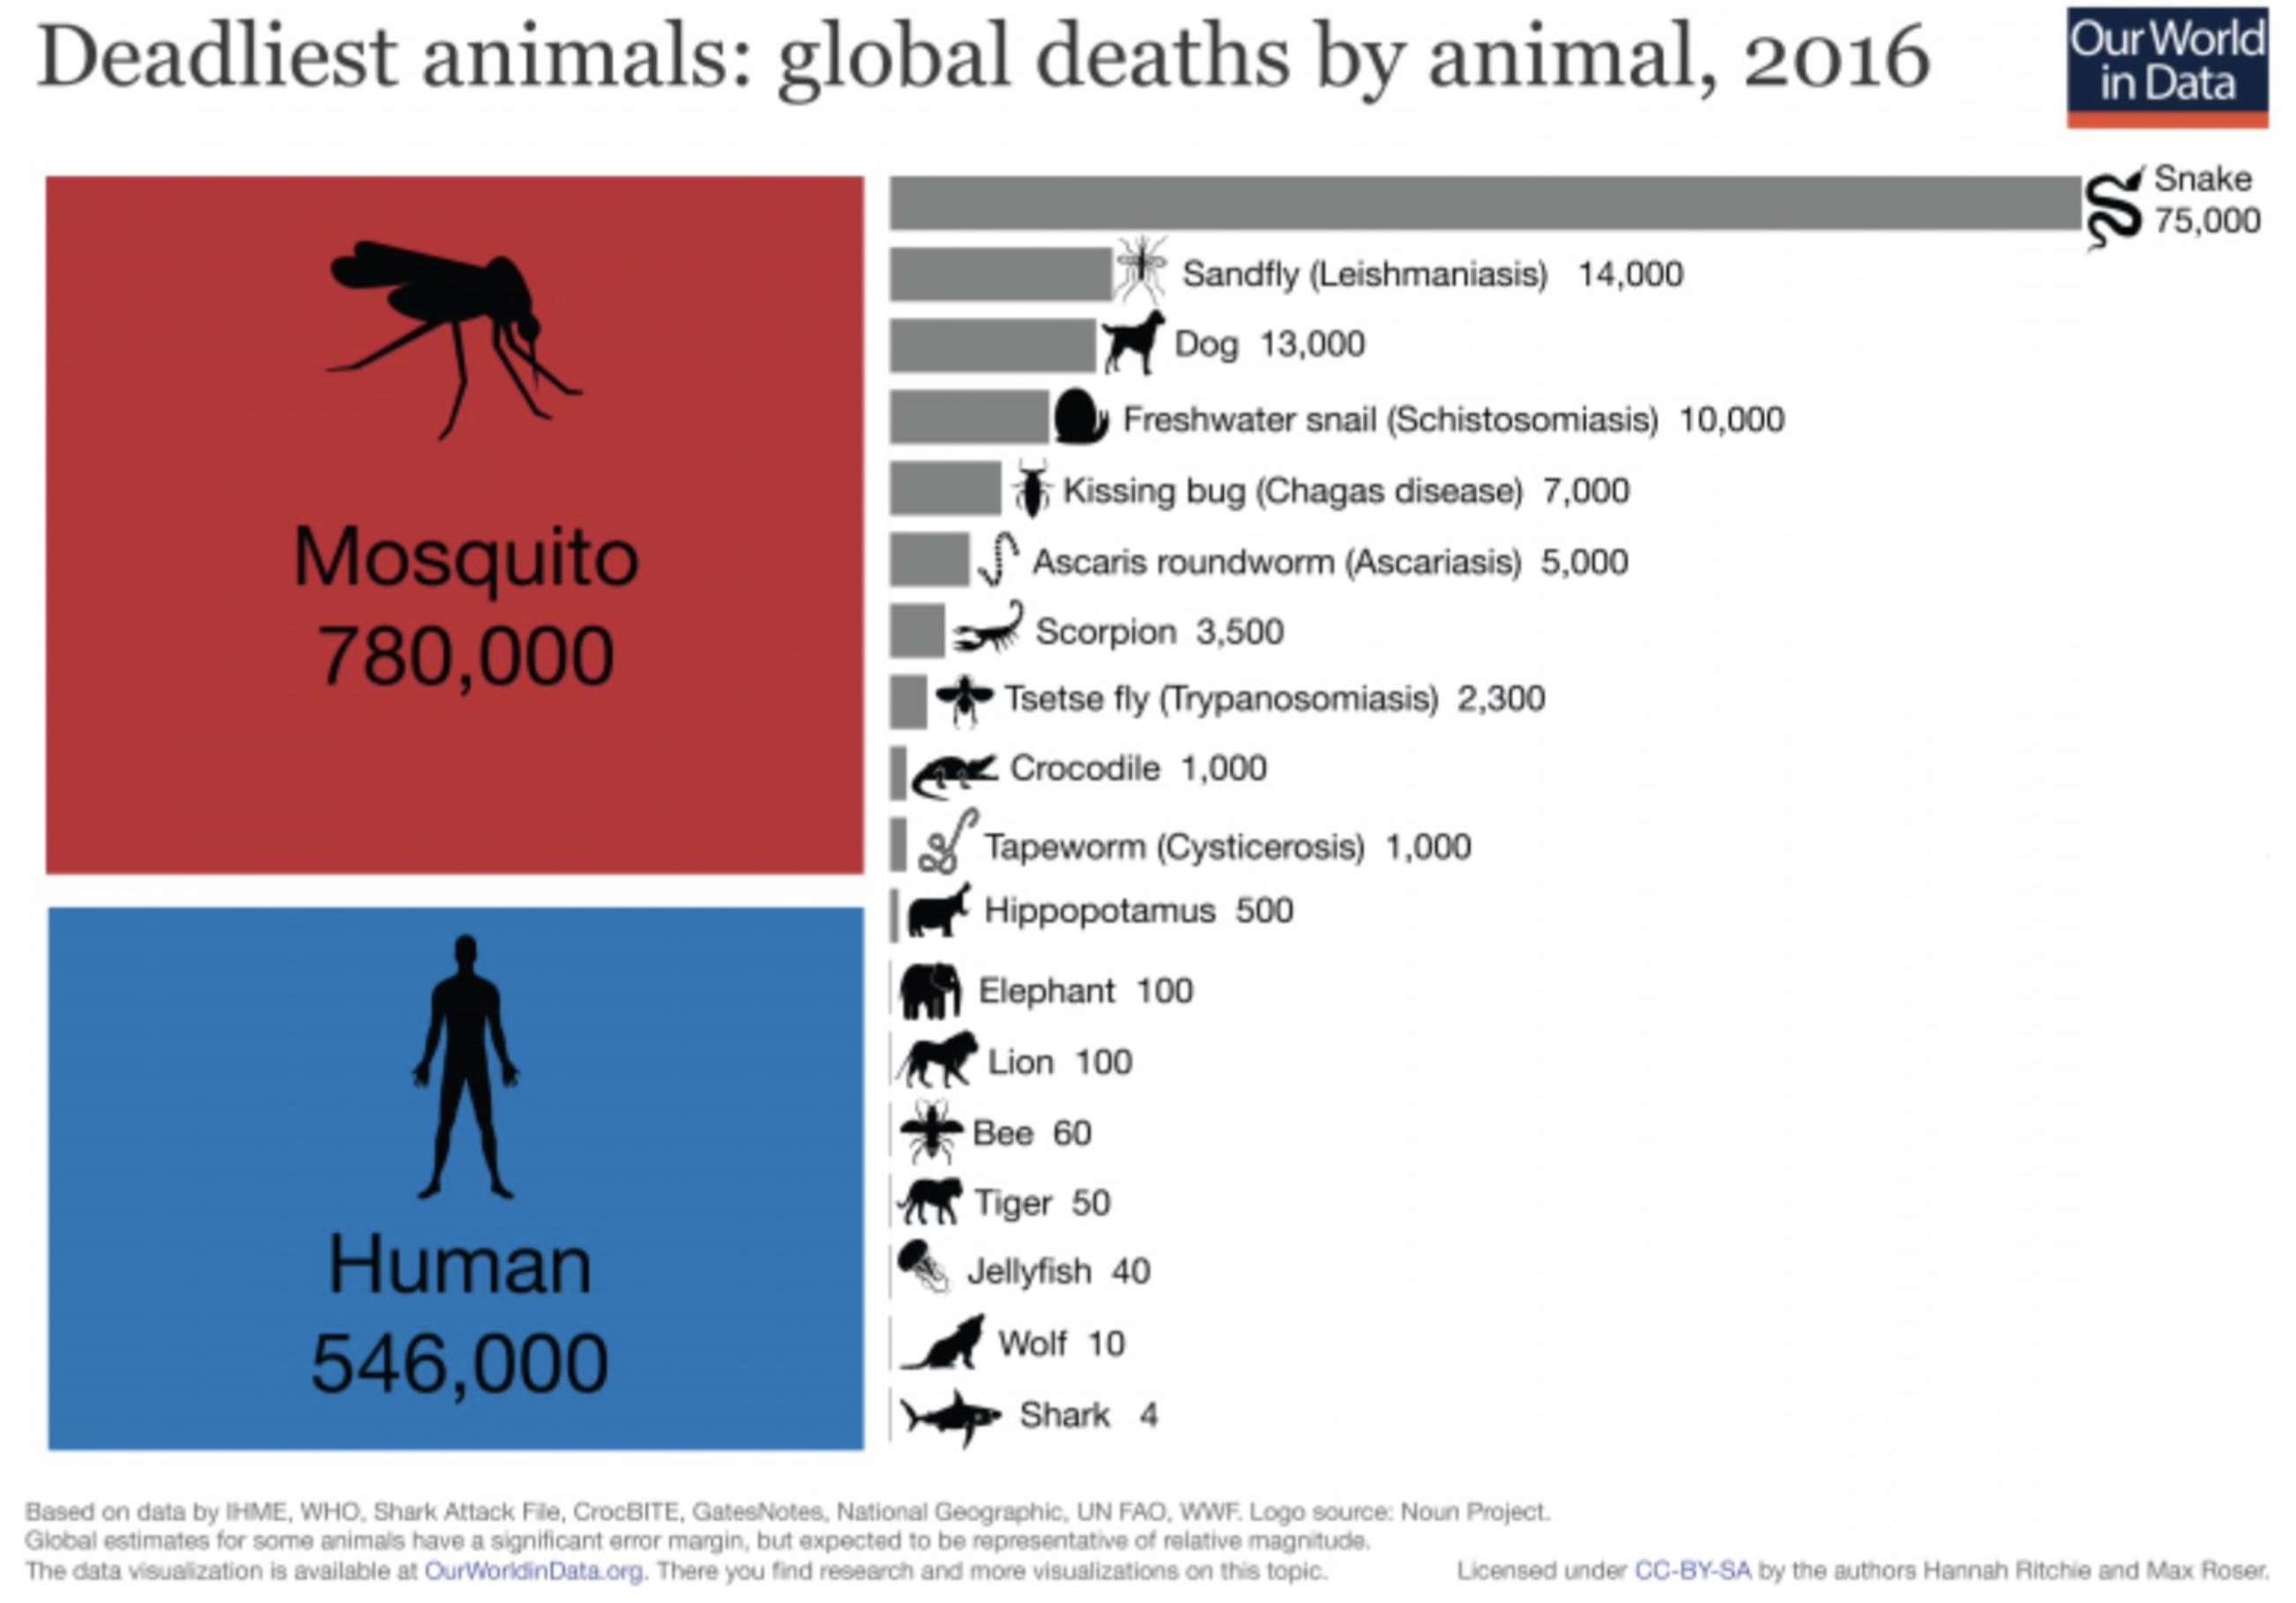 Deadliest animals: global deaths by animal, 2016
Our World
in Data
Mosquito
780,000
Human
546,000
Snake
75,000
Sandfly (Leishmaniasis) 14,000
Dog 13,000
Freshwater snail (Schistosomiasis) 10,000
Kissing bug (Chagas disease) 7,000
Ascaris roundworm (Ascariasis) 5,000
Scorpion 3,500
Tsetse fly (Trypanosomiasis) 2,300
Crocodile 1,000
Tapeworm (Cysticerosis) 1,000
Hippopotamus 500
Elephant 100
Lion 100
Bee 60
Tiger 50
Jellyfish 40
Wolf 10
Shark 4
Based on data by IHME, WHO, Shark Attack File, CrocBITE, GatesNotes, National Geographic, UN FAO, WWF. Logo source: Noun Project.
Global estimates for some animals have a significant error margin, but expected to be representative of relative magnitude.
The data visualization is available at OurWorldinData.org. There you find research and more visualizations on this topic.
Licensed under CC-BY-SA by the authors Hannah Ritchie and Max Roser.